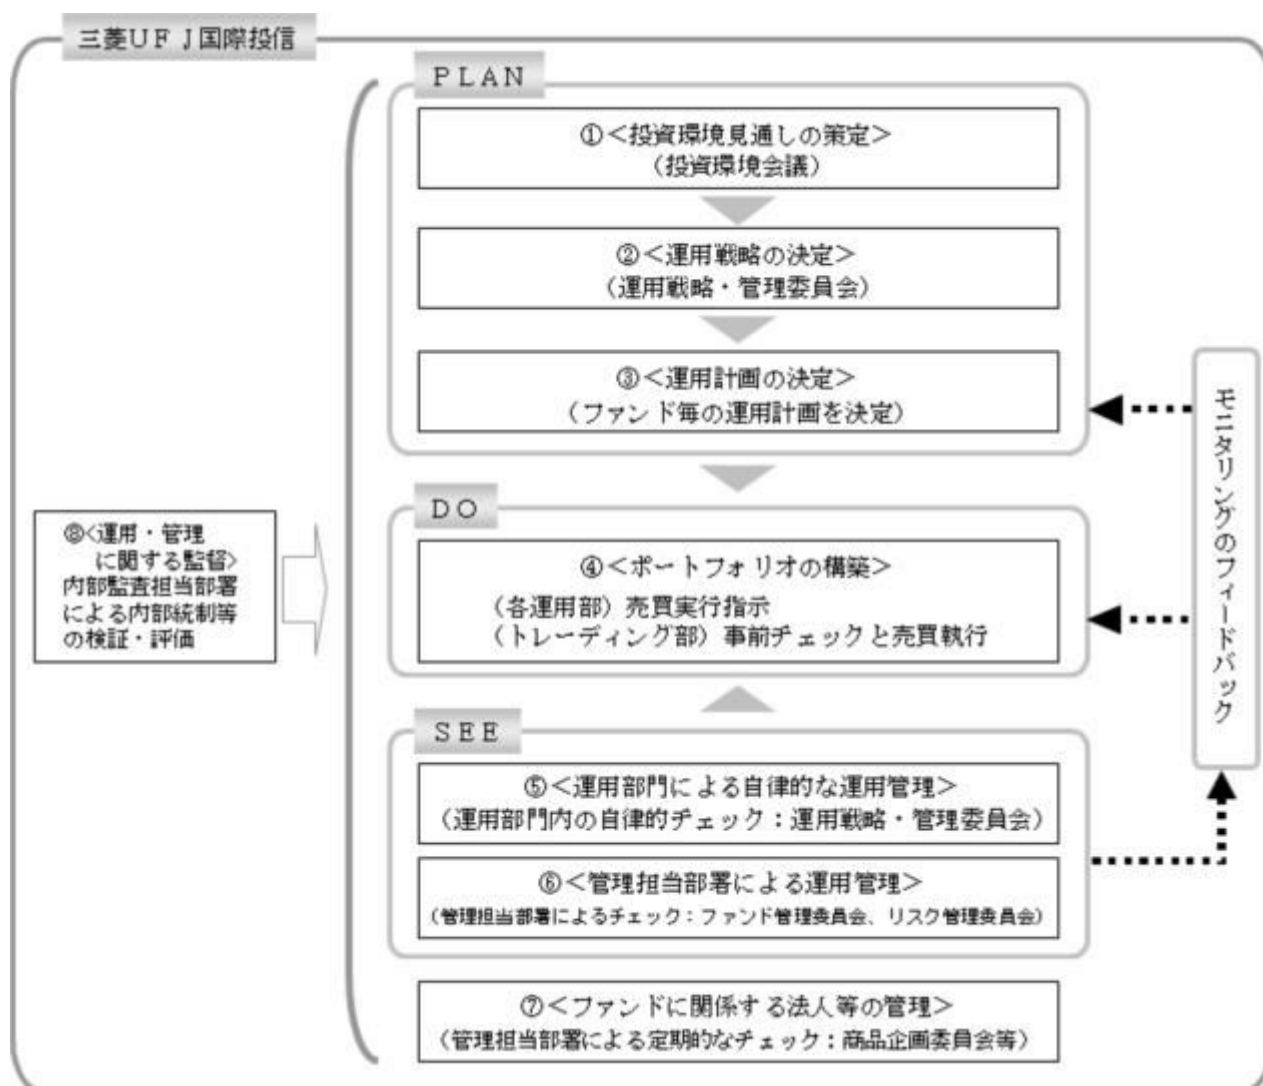 三菱UFJ国際投信
PLAN
①<投資環境見通しの策定>
(投資環境会議)
②<運用戦略の決定>
(運用戦略・管理委員会)
③<運用計画の決定>
(ファンド毎の運用計画を決定)
DO
④<ポートフォリオの構築>
(各運用部)売買実行指示
(トレーディング部)事前チェックと売買執行
SEE
⑤<運用部門による自律的な運用管理>
(運用部門内の自律的チェック:運用戦略・管理委員会)
⑥<管理担当部署による運用管理>
(管理担当部署によるチェック:ファンド管理委員会、リスク管理委員会)
⑦<ファンドに関係する法人等の管理>
(管理担当部署による定期的なチェック:商品企画委員会等)
⑧<運用・管理
に関する監督>
内部監査担当部署
による内部統制等
の検証・評価
モニタリングのフィードバック